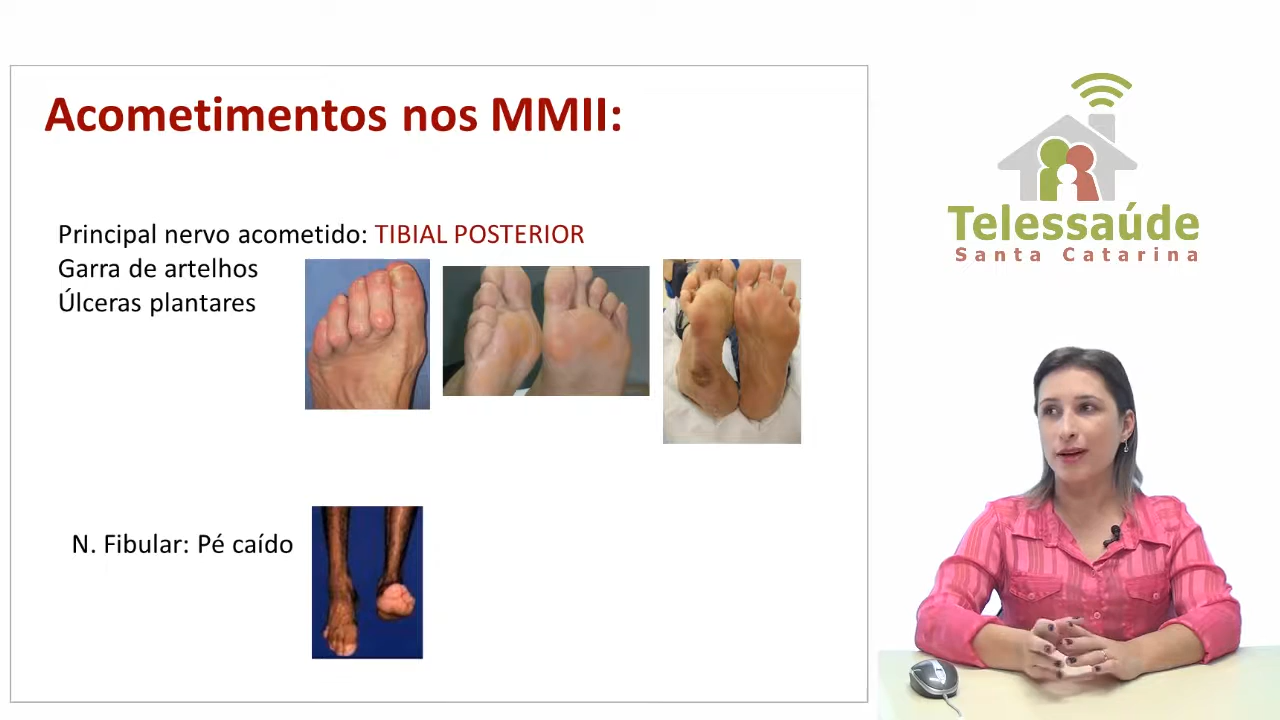 Acometimentos nos MMII:
Principal nervo acometido: TIBIAL POSTERIOR
Garra de artelhos
Úlceras plantares
N. Fibular: Pé caído
Telessaúde
Santa Catarina